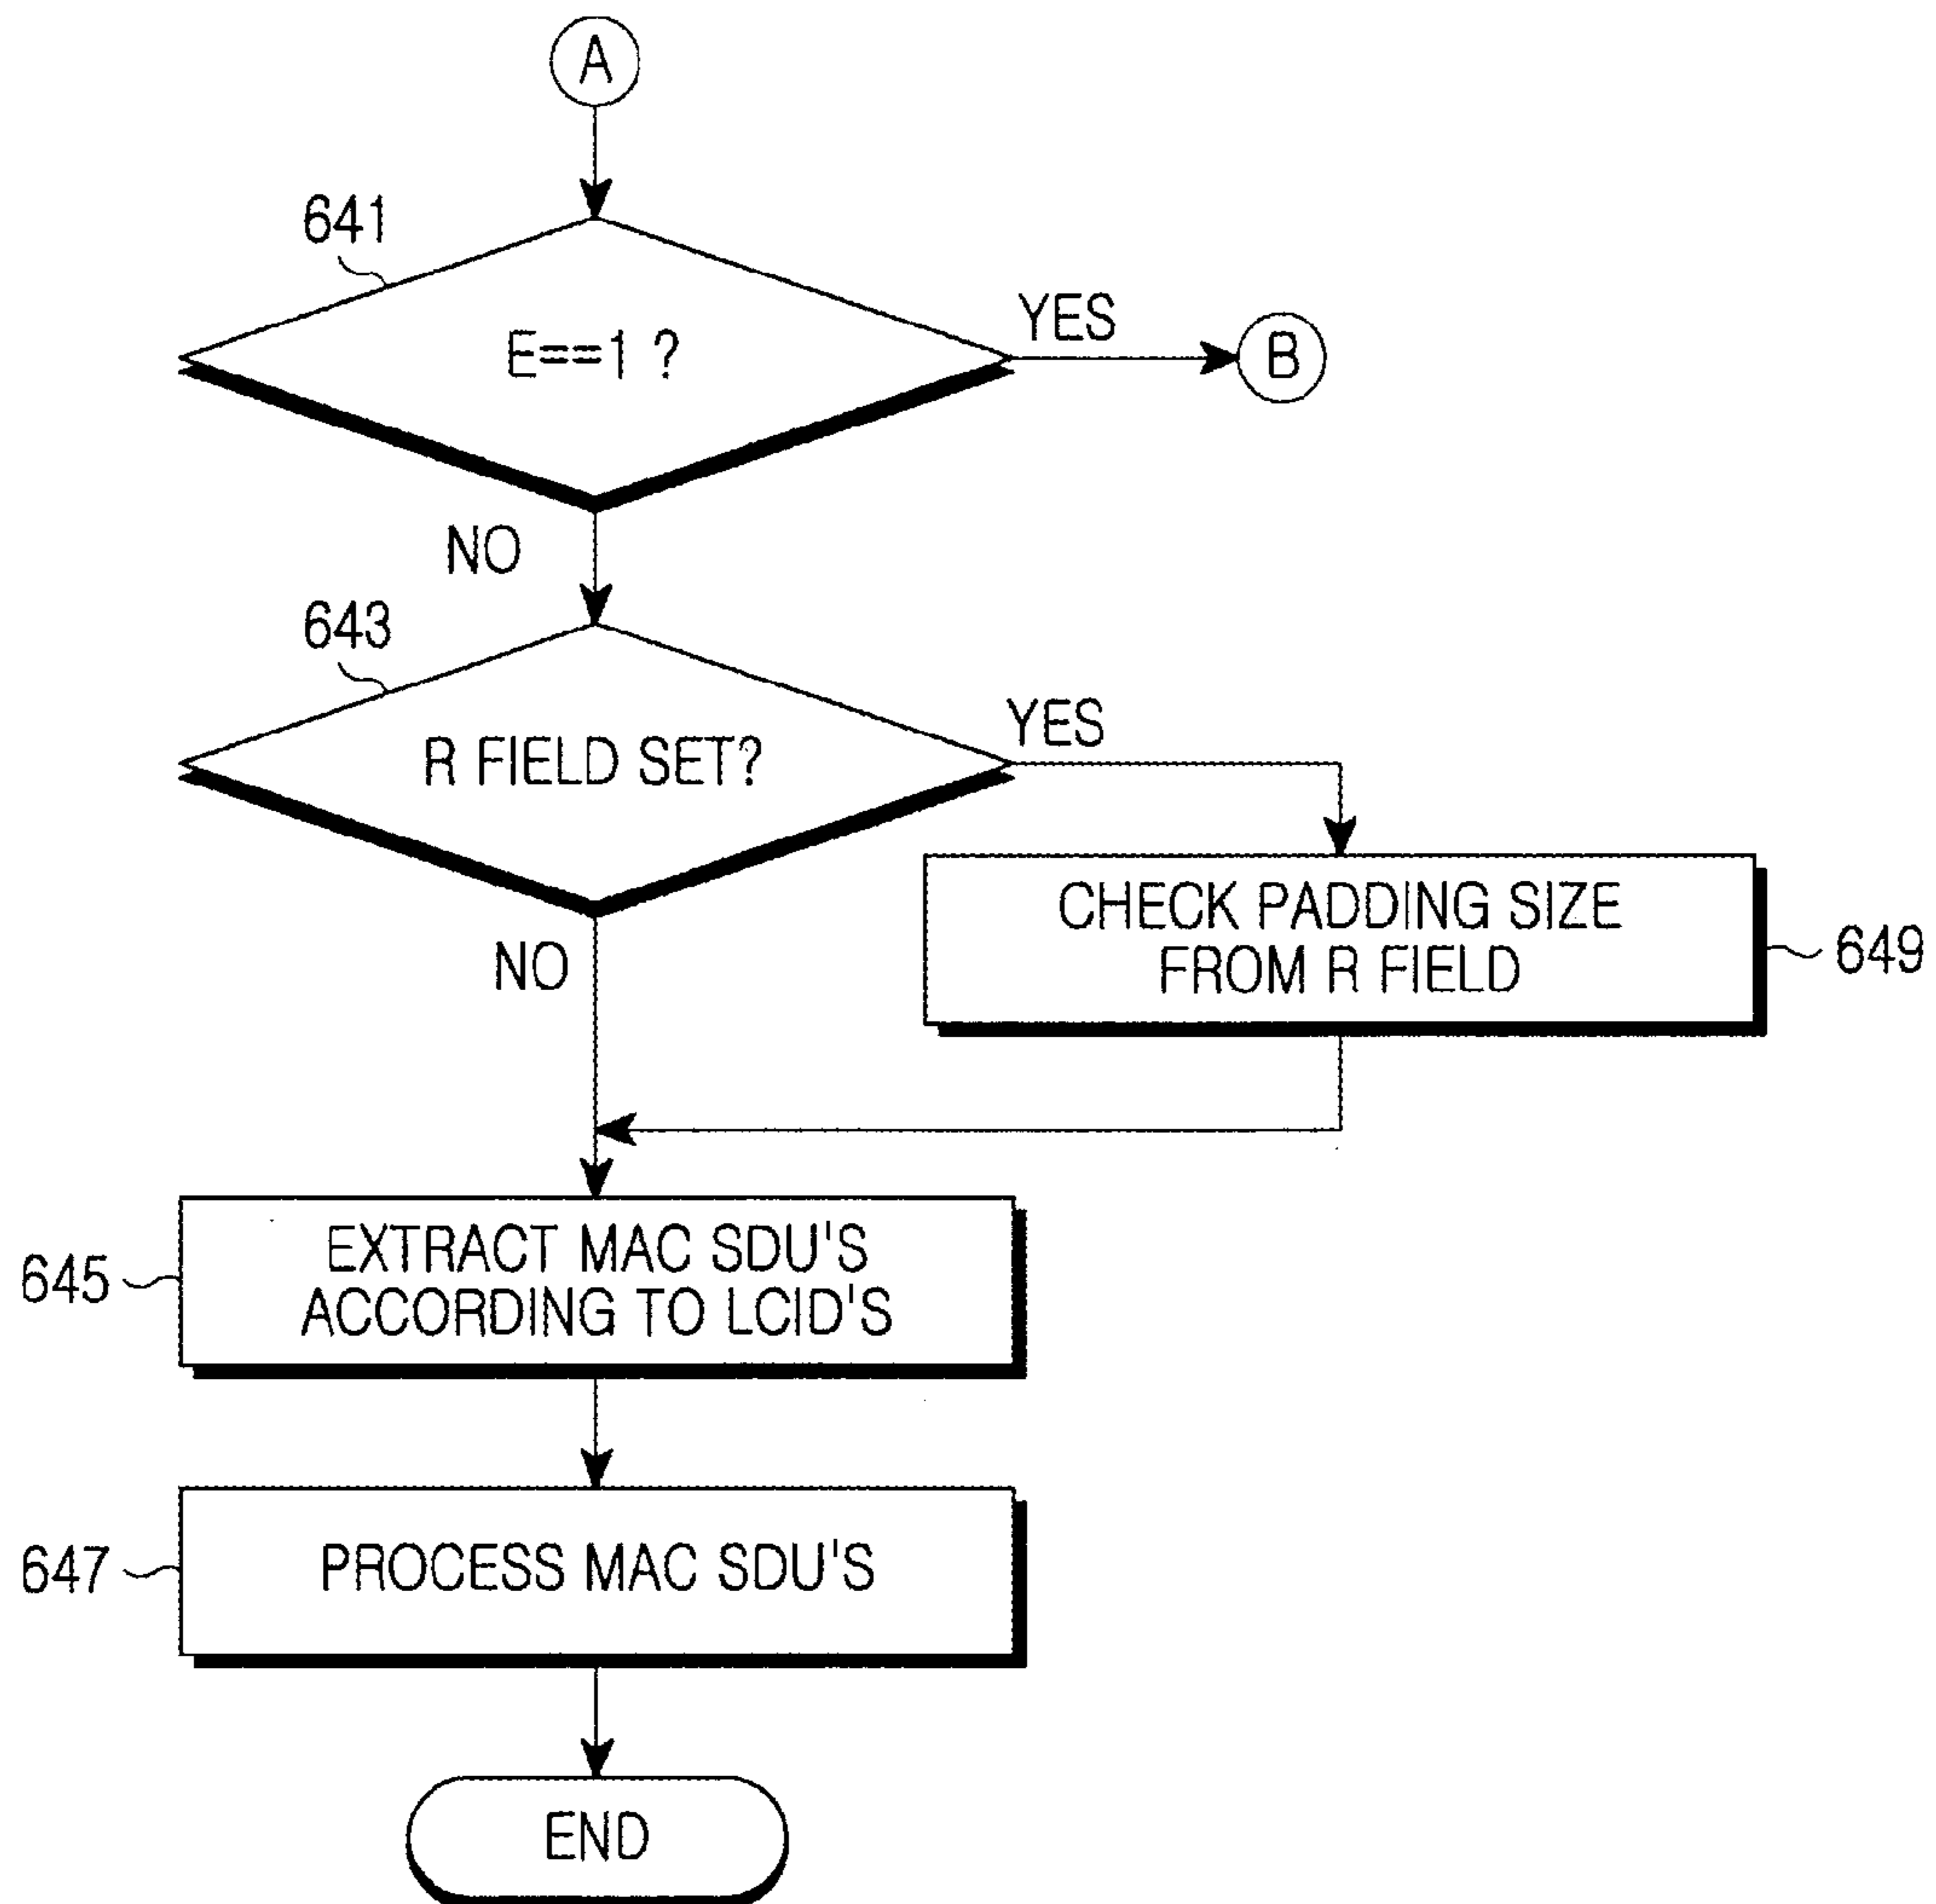 A
641
E==1 ?
YES
B
NO
643
R FIELD SET?
YES
CHECK PADDING SIZE
FROM R FIELD
649
NO
645
EXTRACT MAC SDU'S
ACCORDING TO LCID'S
647
PROCESS MAC SDU'S
END